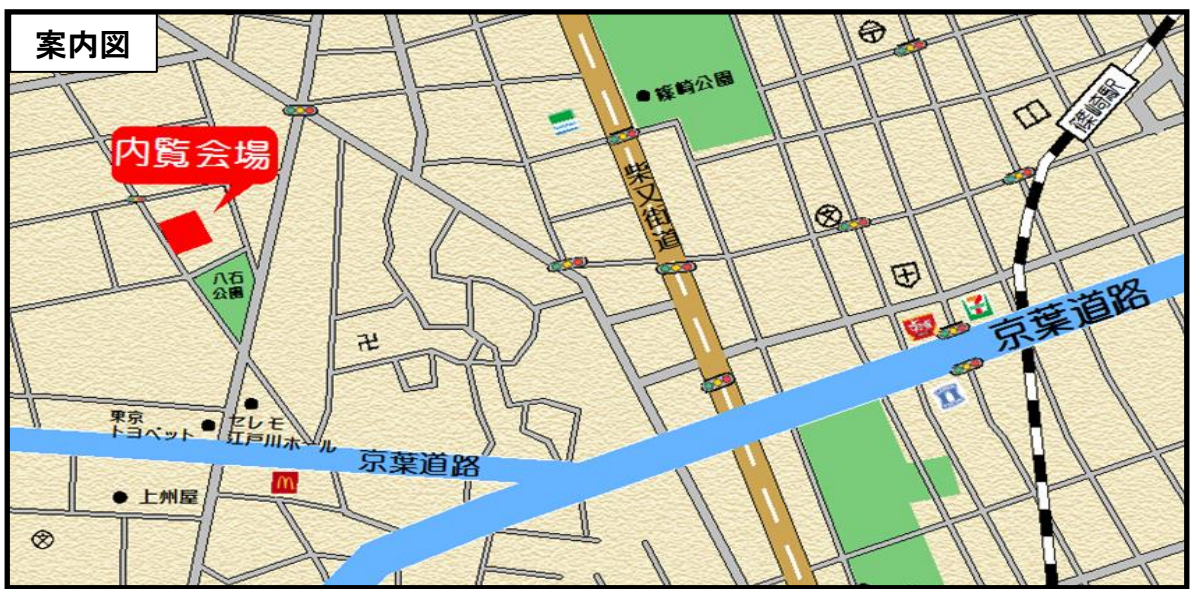 案内図
篠崎公園
篠崎駅
内覧会場
柴又街道
八石
公園
京葉道路
東京
トヨペット
セレモ
江戸川ホール
京葉道路
上州屋